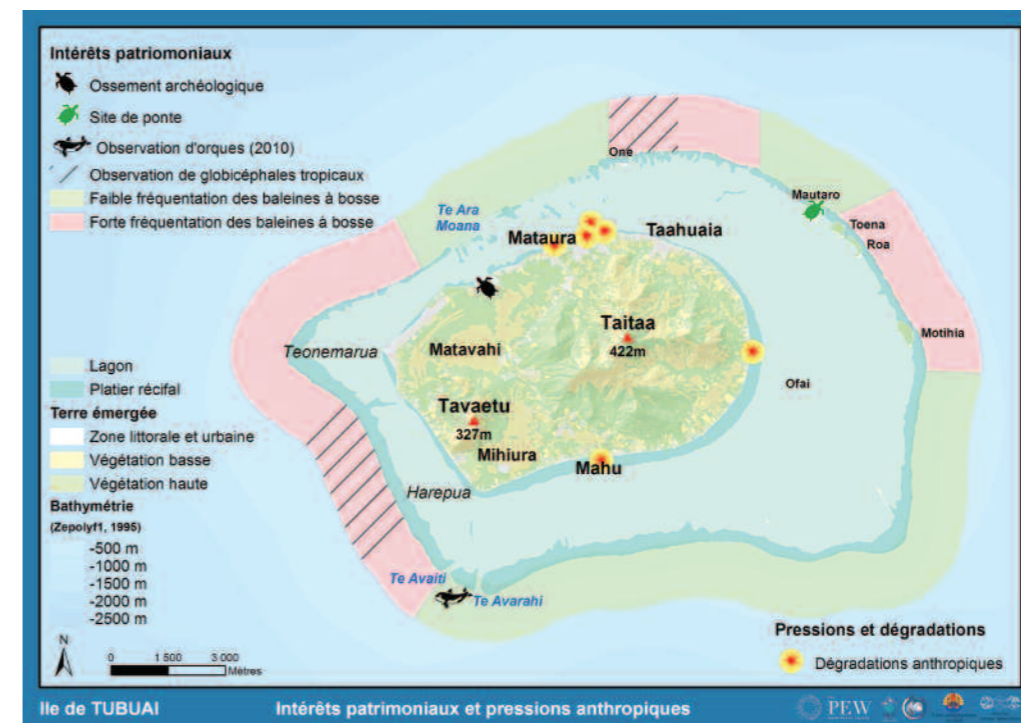 Intérêts patriomoniaux
Ossement archéologique
Site de ponte
Observation d'orques (2010)
Observation de globicéphales tropicaux
Faible fréquentation des baleines à bosse
Forte fréquentation des baleines à bosse
One
Mautaro
Te Ara
Moana
Toena
Roa
Mataura
Taahuaia
Taitaa
422m
Motihia
Teonemarua
Matavahi
Ofai
Lagon
Platier récifal
Terre émergée
Zone littorale et urbaine
Végétation basse
Végétation haute
Tavaetu
327m
Mihiura
Mahu
Harepua
Bathymétrie
(Zepolyf1, 1995)
-500 m
-1000 m
-1500 m
-2000 m
-2500 m
Te Avaiti
Te Avarahi
N
0 1 500 3 000
Mètres
Pressions et dégradations
Dégradations anthropiques
Ile de TUBUAI
Intérêts patrimoniaux et pressions anthropiques
PEW